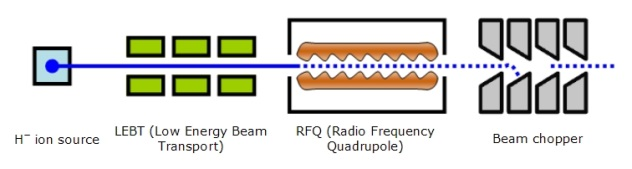 H⁻ ion source
LEBT (Low Energy Beam
Transport)
RFQ (Radio Frequency
Quadrupole)
Beam chopper